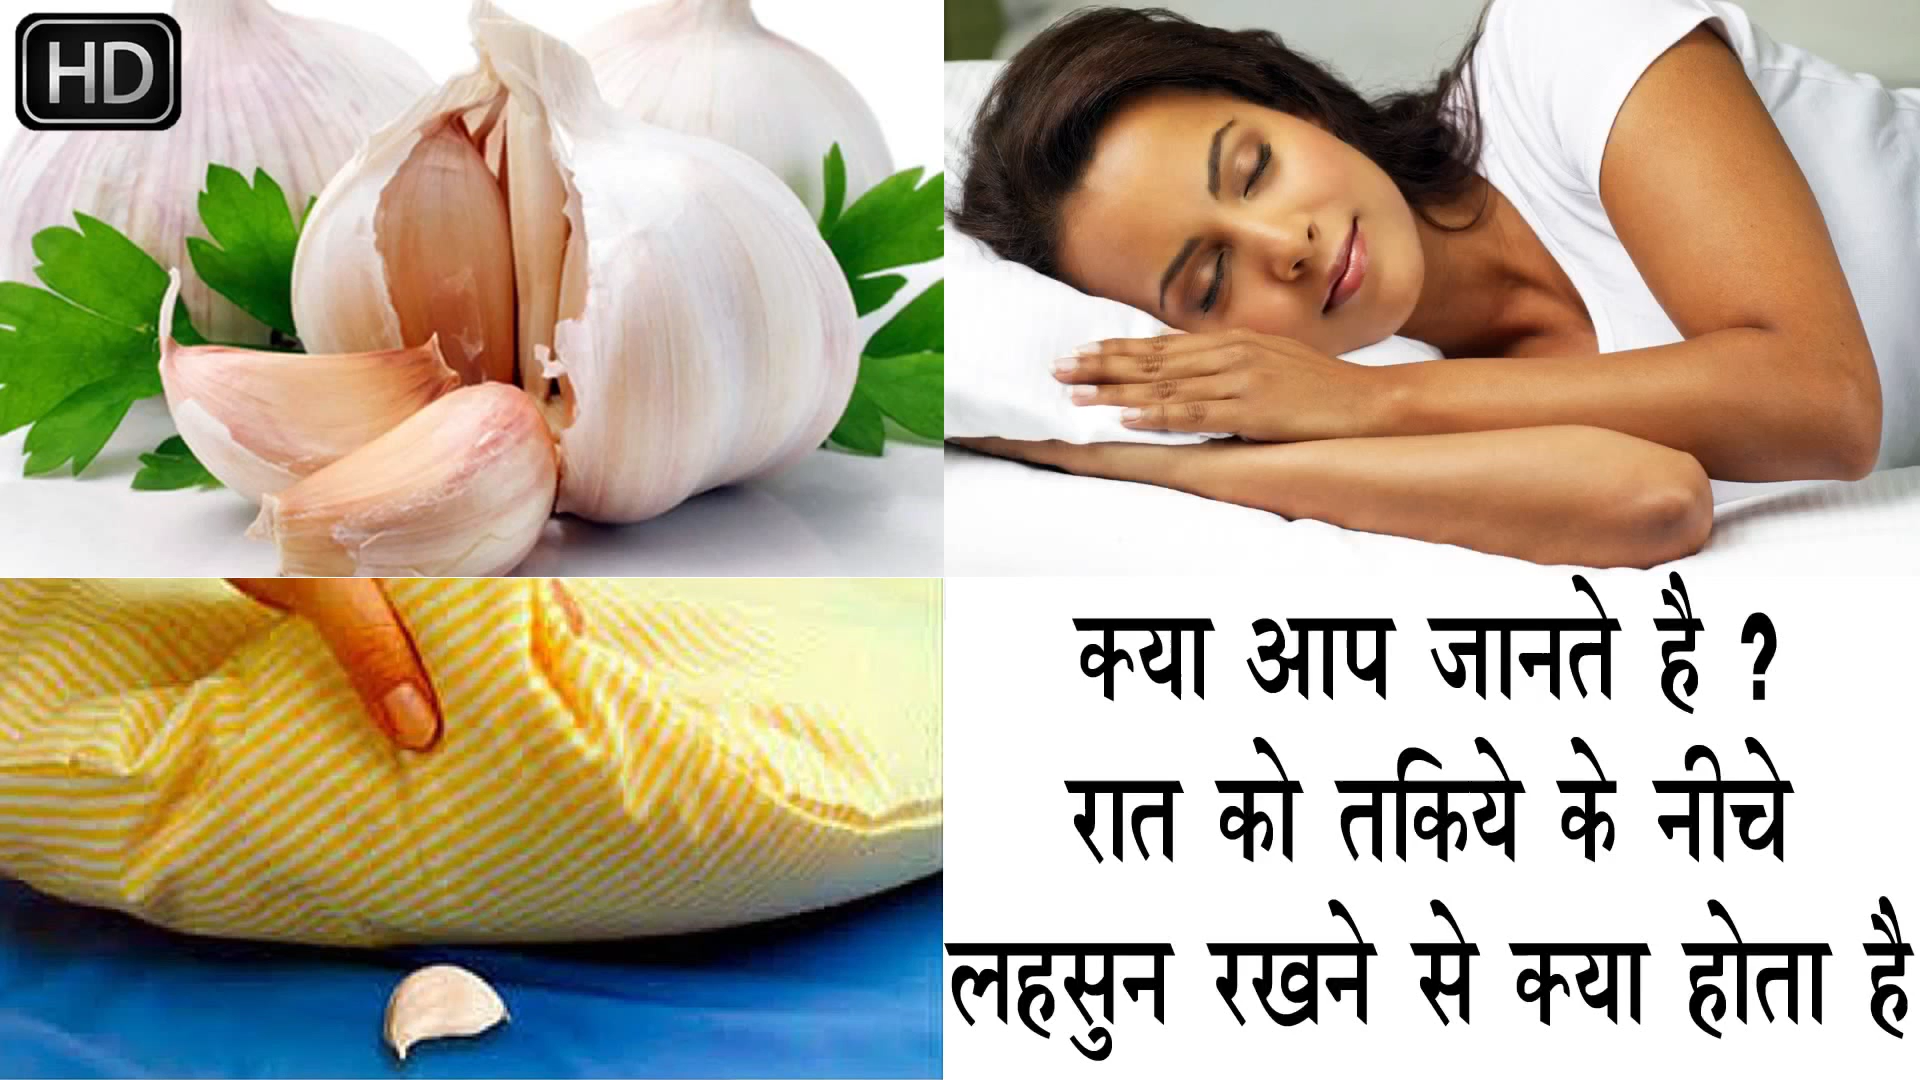 HD
क्या आप जानते है ?
रात को तकिये के नीचे
लहसुन रखने से क्या होता है